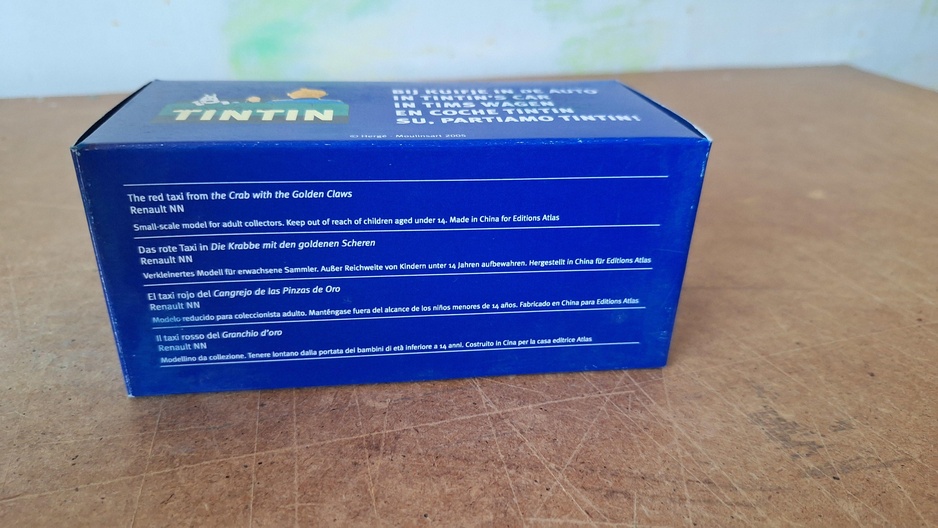 TINTIN
BIJ KUIFJE IN DE AUTO
IN TINTIN'S CAR
IN TIMS WAGEN
EN COCHE TINTIN
SU, PARTIAMO TINTIN!
© Hergé - Moulinsart 2005
The red taxi from the Crab with the Golden Claws
Renault NN
Small-scale model for adult collectors. Keep out of reach of children aged under 14. Made in China for Editions Atlas
Das rote Taxi in Die Krabbe mit den goldenen Scheren
Renault NN
Verkleinertes Modell für erwachsene Sammler. Außer Reichweite von Kindern unter 14 Jahren aufbewahren. Hergestellt in China für Editions Atlas
El taxi rojo del Cangrejo de las Pinzas de Oro
Renault NN
Modelo reducido para coleccionista adulto. Manténgase fuera del alcance de los niños menores de 14 años. Fabricado en China para Editions Atlas
Il taxi rosso del Granchio d'oro
Renault NN
Modellino da collezione. Tenere lontano dalla portata dei bambini di età inferiore a 14 anni. Costruito in Cina per la casa editrice Atlas